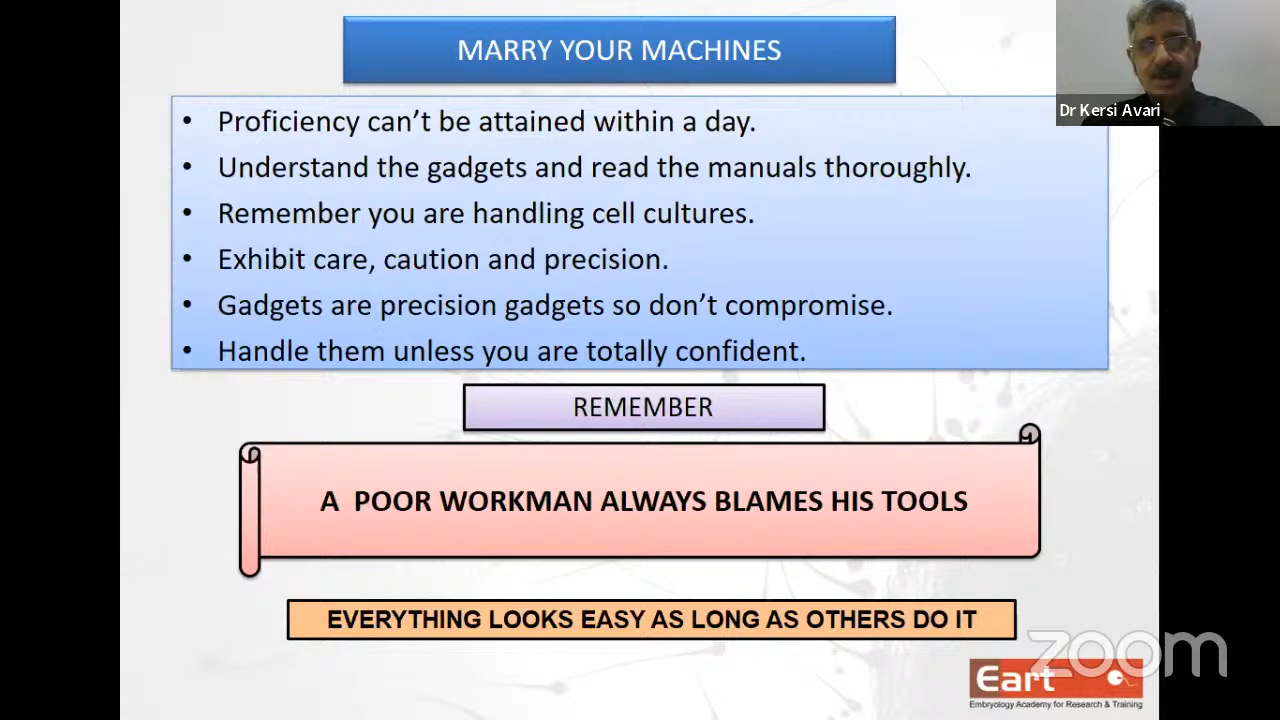 MARRY YOUR MACHINES
Dr Kersi Avari
• Proficiency can't be attained within a day.
• Understand the gadgets and read the manuals thoroughly.
• Remember you are handling cell cultures.
• Exhibit care, caution and precision.
• Gadgets are precision gadgets so don't compromise.
• Handle them unless you are totally confident.
REMEMBER
A POOR WORKMAN ALWAYS BLAMES HIS TOOLS
EVERYTHING LOOKS EASY AS LONG AS OTHERS DO IT
zoom
Eart
Embryology Academy for Research & Training